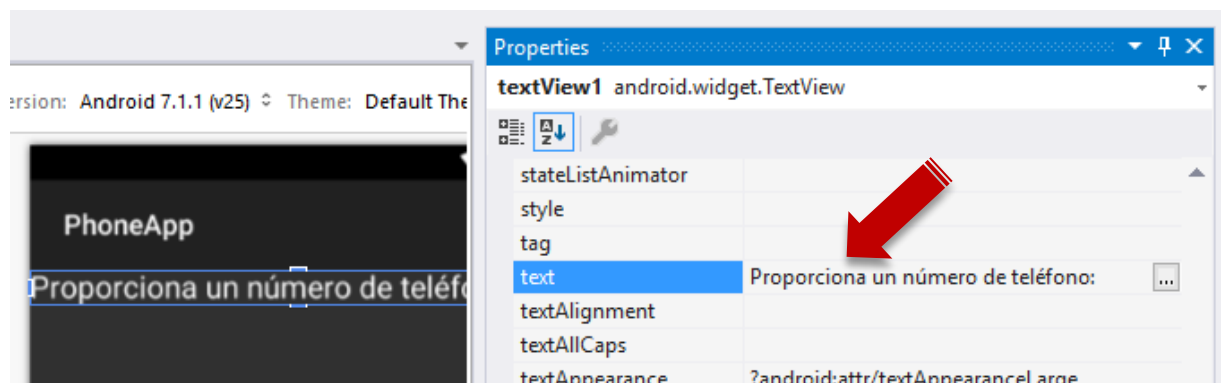 Properties
textView1 android.widget.TextView
ersion: Android 7.1.1 (v25) Theme: Default The
stateListAnimator
style
PhoneApp
tag
text Proporciona un número de teléfono:
Proporciona un número de teléfo
textAlignment
textAllCaps
textAppearance ?android:attr/textAppearanceLarge